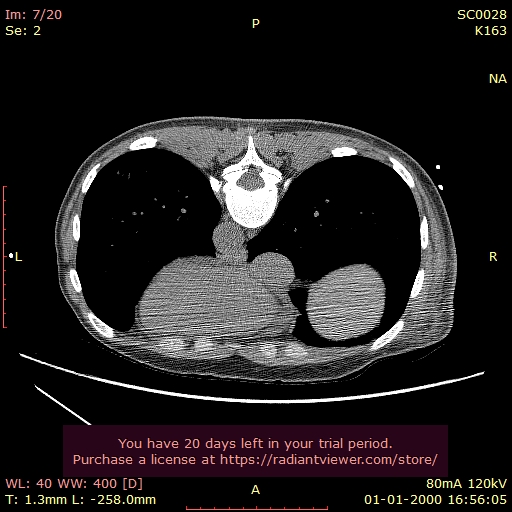 Im: 7/20
Se: 2
P
SC0028
K163
NA
L
R
You have 20 days left in your trial period.
Purchase a license at https://radiantviewer.com/store/
WL: 40 WW: 400 [D]
T: 1.3mm L: -258.0mm
A
80mA 120kV
01-01-2000 16:56:05